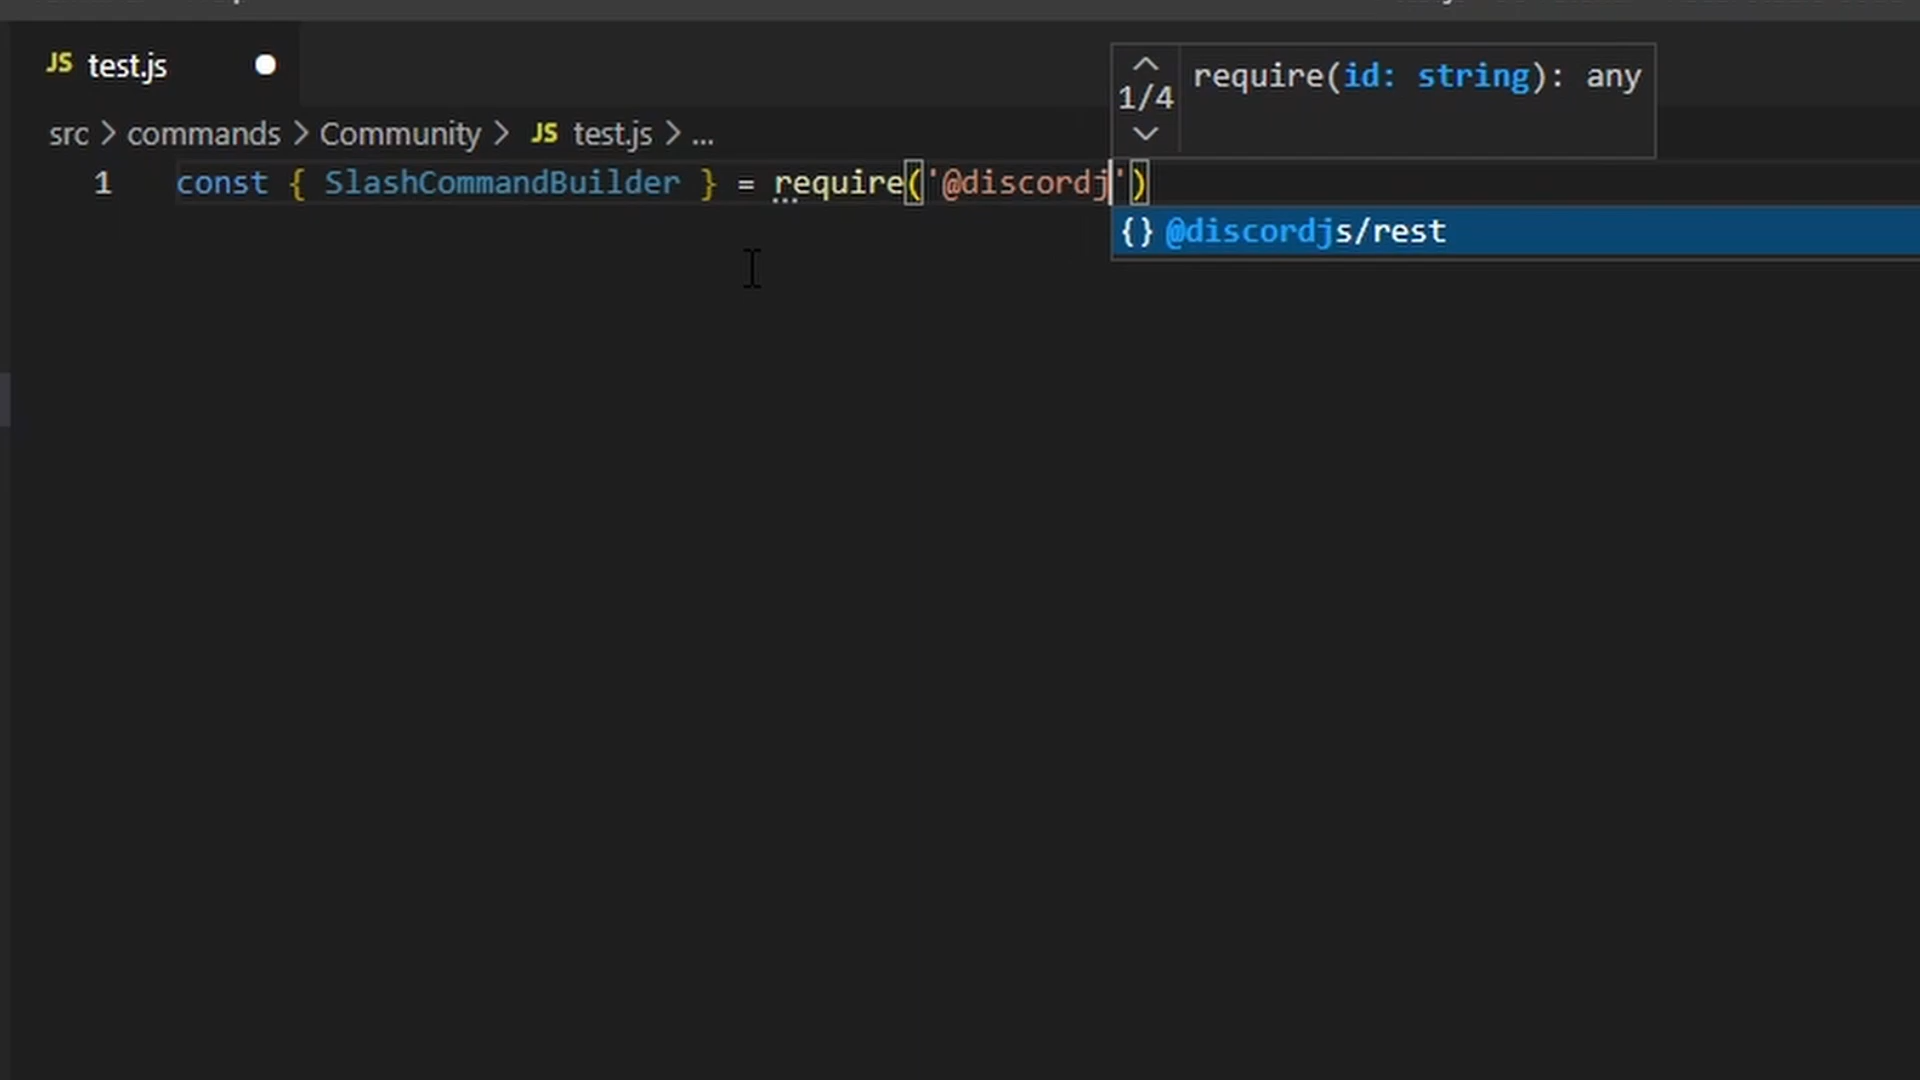 JS test.js
require(id: string): any
1/4
src > commands > Community > JS test.js > ...
1 const { SlashCommandBuilder } = require('@discordj')
{} @discordjs/rest